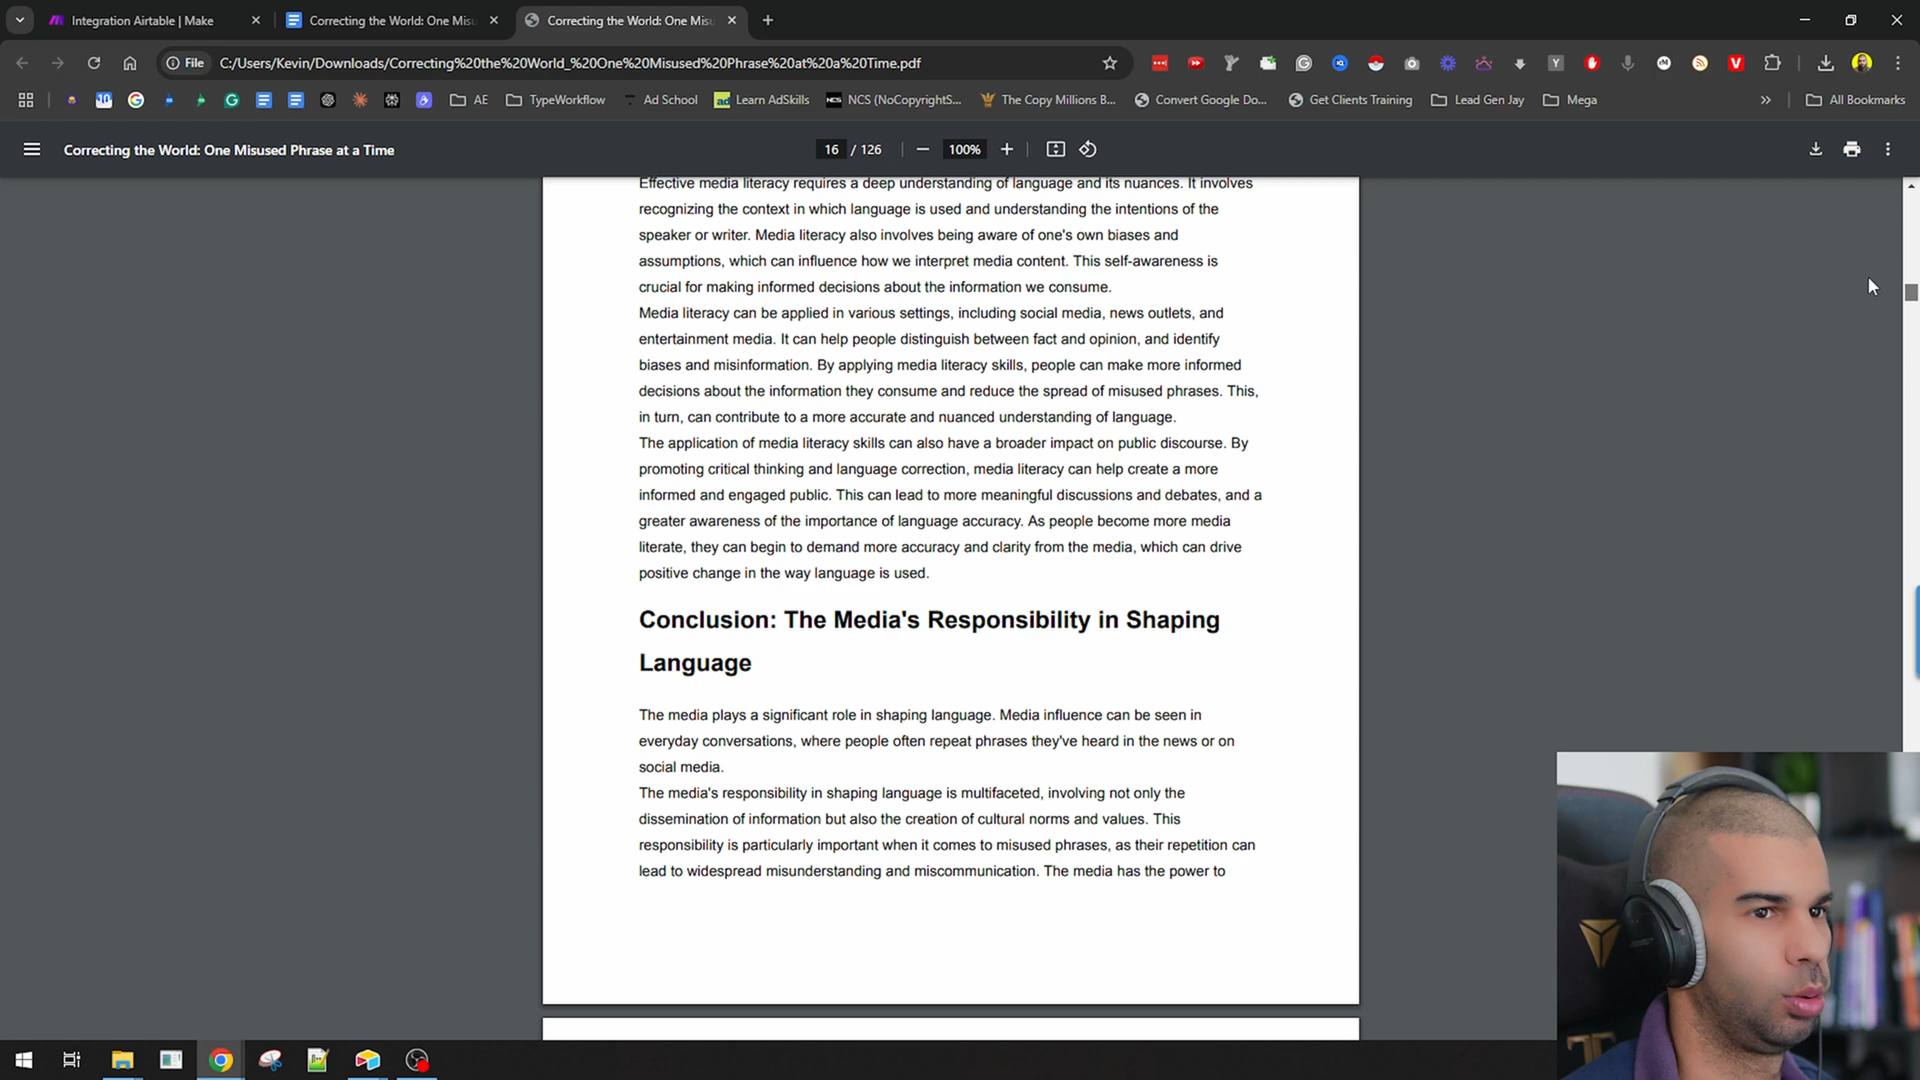 Integration Airtable | Make
Correcting the World: One Misu
Correcting the World: One Misu
File
C:/Users/Kevin/Downloads/Correcting%20the%20World_%20One%20Misused%20Phrase%20at%20a%20Time.pdf
AE
TypeWorkflow
Ad School
Learn AdSkills
NCS (NoCopyrightS...
The Copy Millions B...
Convert Google Do...
Get Clients Training
Lead Gen Jay
Mega
All Bookmarks
Correcting the World: One Misused Phrase at a Time
16 / 126
100%
Effective media literacy requires a deep understanding of language and its nuances. It involves
recognizing the context in which language is used and understanding the intentions of the
speaker or writer. Media literacy also involves being aware of one's own biases and
assumptions, which can influence how we interpret media content. This self-awareness is
crucial for making informed decisions about the information we consume.
Media literacy can be applied in various settings, including social media, news outlets, and
entertainment media. It can help people distinguish between fact and opinion, and identify
biases and misinformation. By applying media literacy skills, people can make more informed
decisions about the information they consume and reduce the spread of misused phrases. This,
in turn, can contribute to a more accurate and nuanced understanding of language.
The application of media literacy skills can also have a broader impact on public discourse. By
promoting critical thinking and language correction, media literacy can help create a more
informed and engaged public. This can lead to more meaningful discussions and debates, and a
greater awareness of the importance of language accuracy. As people become more media
literate, they can begin to demand more accuracy and clarity from the media, which can drive
positive change in the way language is used.
Conclusion: The Media's Responsibility in Shaping
Language
The media plays a significant role in shaping language. Media influence can be seen in
everyday conversations, where people often repeat phrases they've heard in the news or on
social media.
The media's responsibility in shaping language is multifaceted, involving not only the
dissemination of information but also the creation of cultural norms and values. This
responsibility is particularly important when it comes to misused phrases, as their repetition can
lead to widespread misunderstanding and miscommunication. The media has the power to